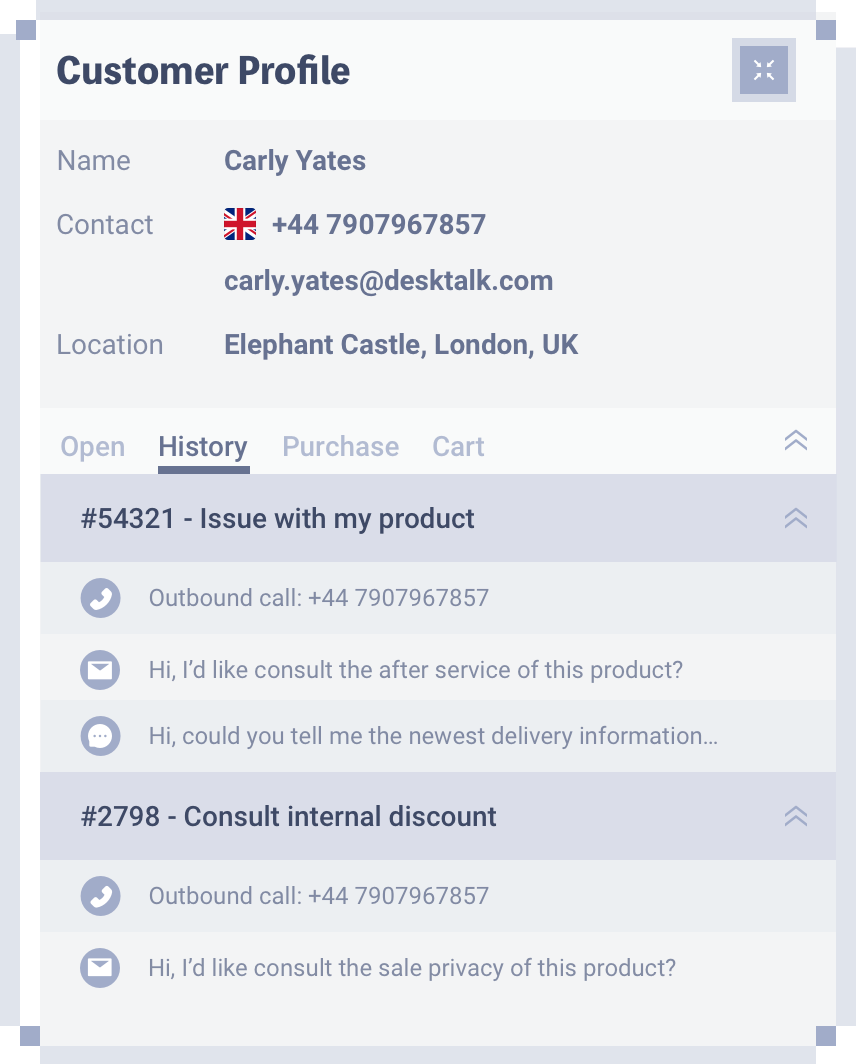 Customer Profile
Name Carly Yates
Contact +44 7907967857
carly.yates@desktalk.com
Location Elephant Castle, London, UK
Open History Purchase Cart
#54321 - Issue with my product
Outbound call: +44 7907967857
Hi, I’d like consult the after service of this product?
Hi, could you tell me the newest delivery information...
#2798 - Consult internal discount
Outbound call: +44 7907967857
Hi, I’d like consult the sale privacy of this product?